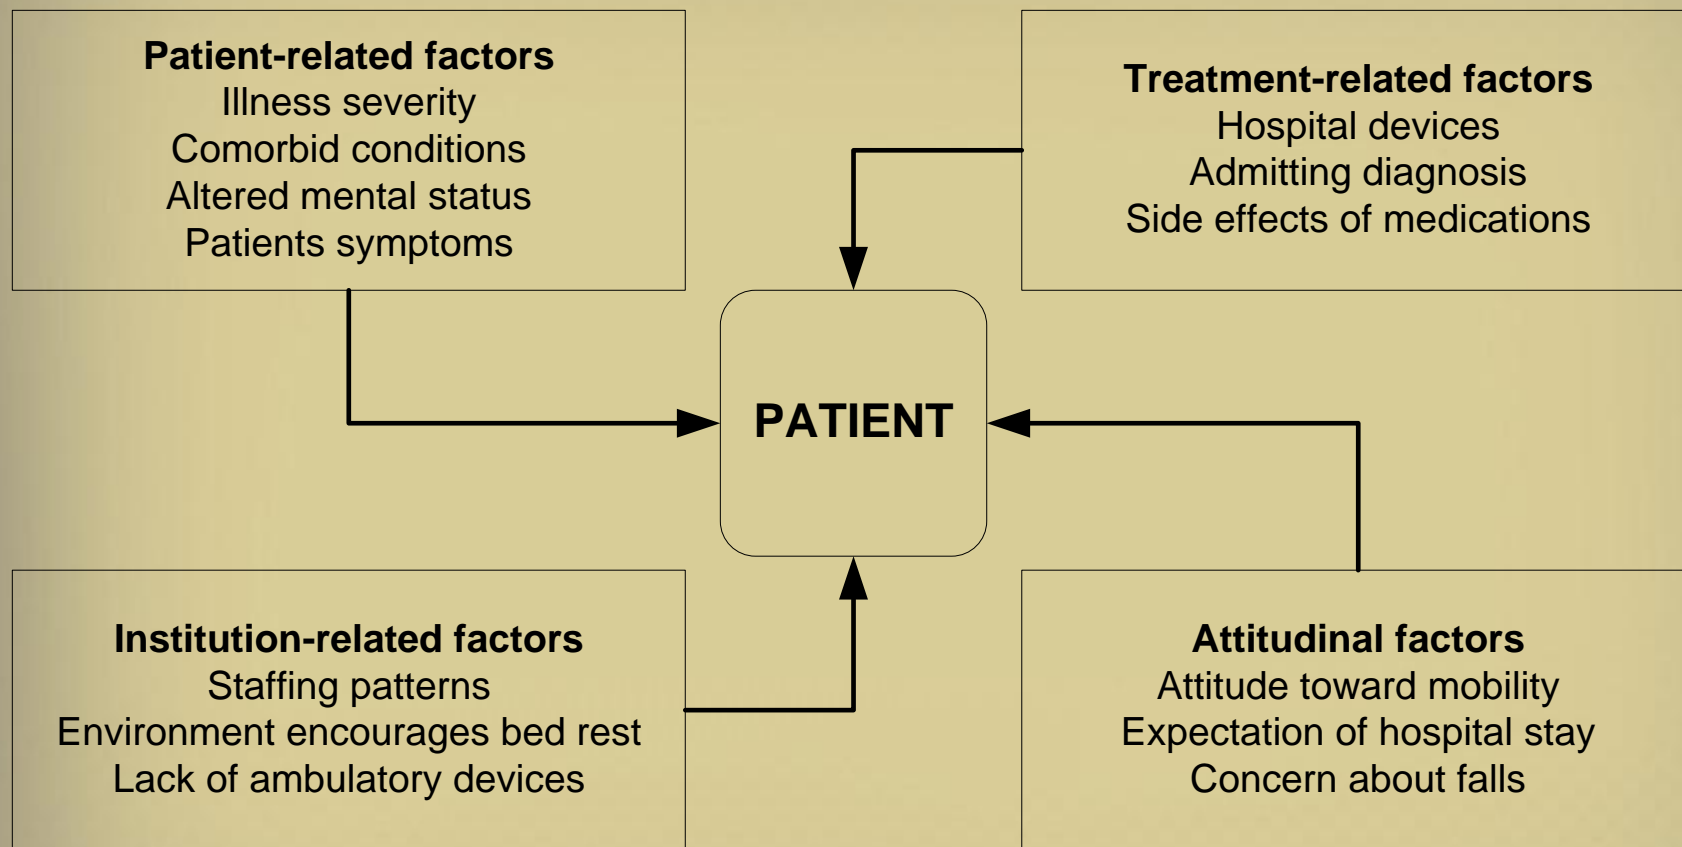 Patient-related factors
Illness severity
Comorbid conditions
Altered mental status
Patients symptoms
Treatment-related factors
Hospital devices
Admitting diagnosis
Side effects of medications
PATIENT
Institution-related factors
Staffing patterns
Environment encourages bed rest
Lack of ambulatory devices
Attitudinal factors
Attitude toward mobility
Expectation of hospital stay
Concern about falls